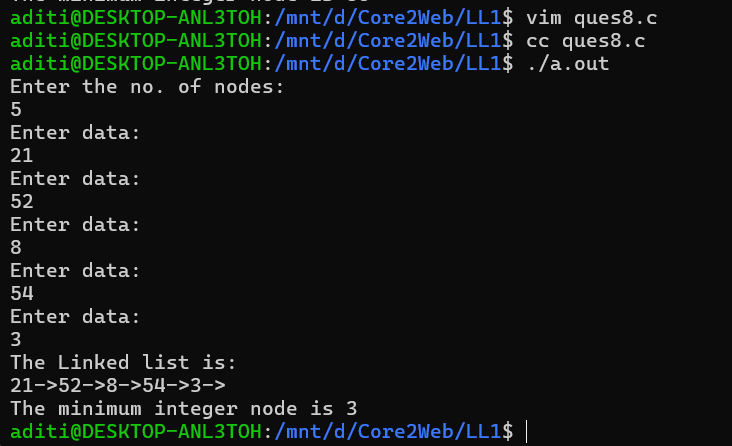 aditi@DESKTOP-ANL3TOH:/mnt/d/Core2Web/LL1$ vim ques8.c
aditi@DESKTOP-ANL3TOH:/mnt/d/Core2Web/LL1$ cc ques8.c
aditi@DESKTOP-ANL3TOH:/mnt/d/Core2Web/LL1$ ./a.out
Enter the no. of nodes:
5
Enter data:
21
Enter data:
52
Enter data:
8
Enter data:
54
Enter data:
3
The Linked list is:
21->52->8->54->3->
The minimum integer node is 3
aditi@DESKTOP-ANL3TOH:/mnt/d/Core2Web/LL1$